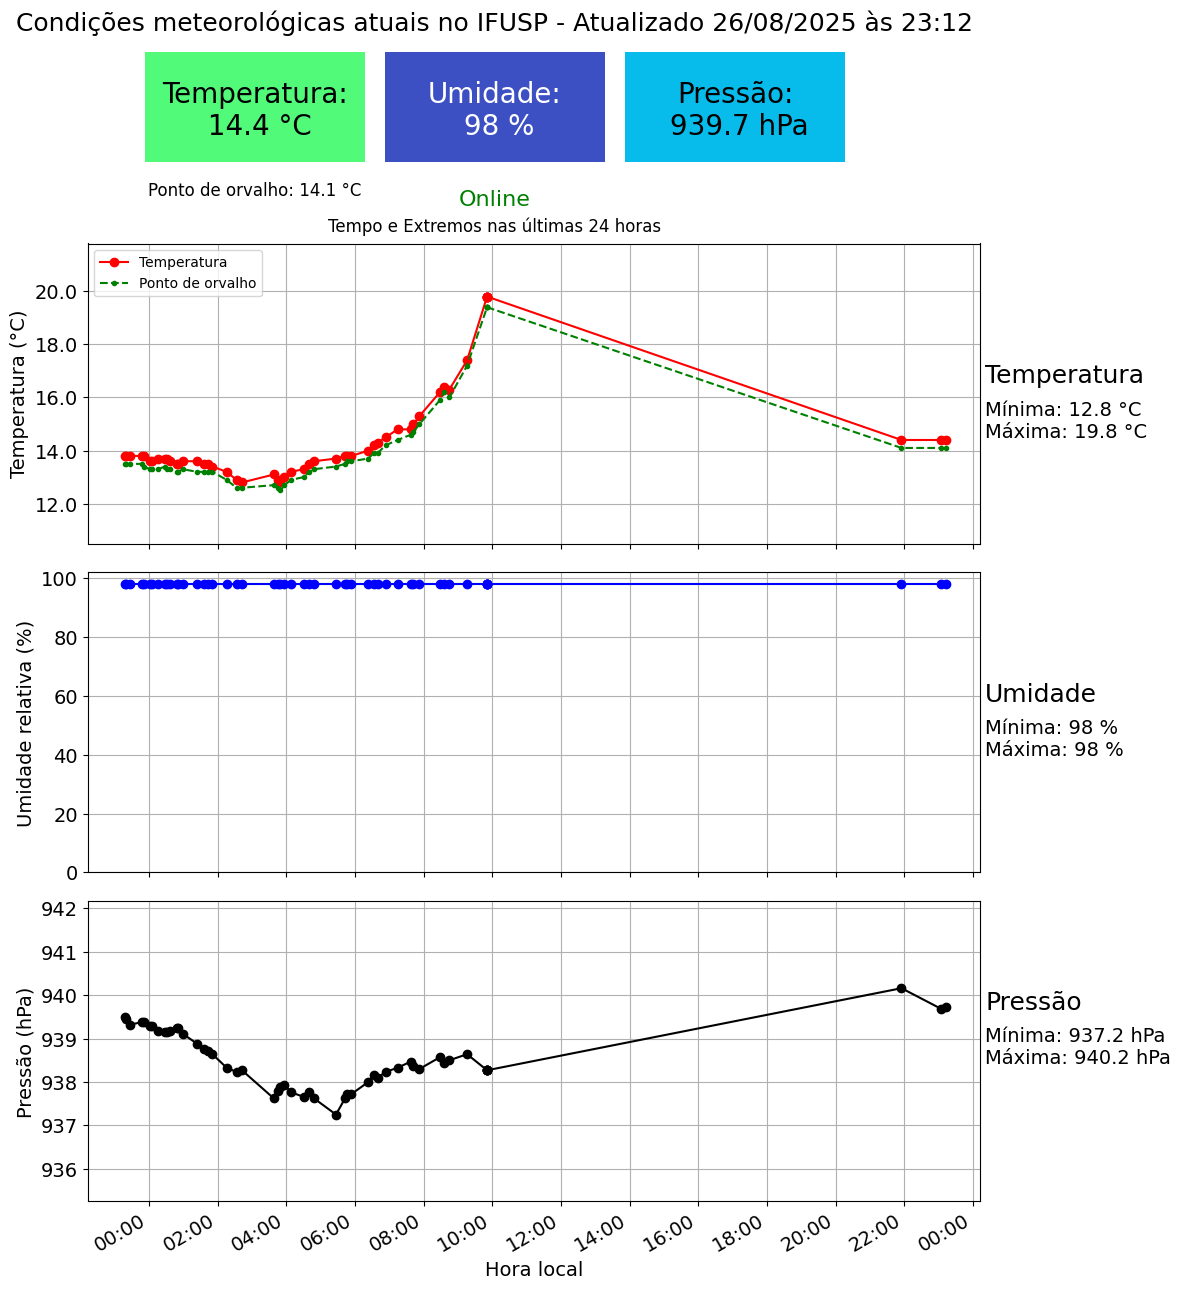 Condições meteorológicas atuais no IFUSP - Atualizado 26/08/2025 às 23:12
Temperatura:
14.4 °C
Umidade:
98 %
Pressão:
939.7 hPa
Ponto de orvalho: 14.1 °C
Online
Tempo e Extremos nas últimas 24 horas
Temperatura
Ponto de orvalho
Temperatura (°C)
20.0
18.0
16.0
14.0
12.0
Temperatura
Mínima: 12.8 °C
Máxima: 19.8 °C
Umidade relativa (%)
100
80
60
40
20
0
Umidade
Mínima: 98 %
Máxima: 98 %
Pressão (hPa)
942
941
940
939
938
937
936
Pressão
Mínima: 937.2 hPa
Máxima: 940.2 hPa
00:00 02:00 04:00 06:00 08:00 10:00 12:00 14:00 16:00 18:00 20:00 22:00 00:00
Hora local